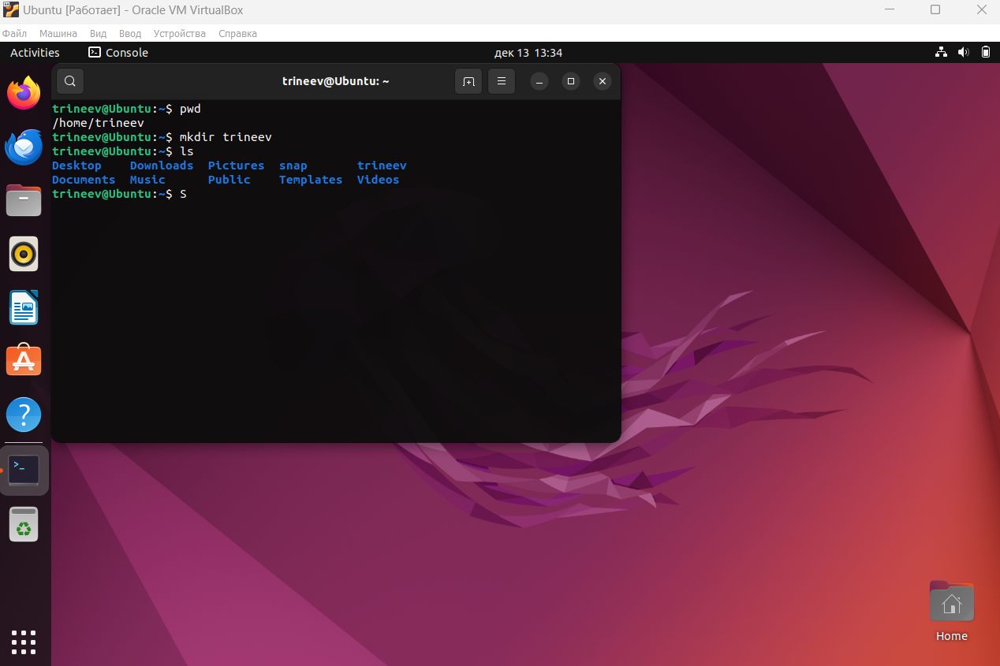 Ubuntu [Работает] - Oracle VM VirtualBox
Файл Машина Вид Ввод Устройства Справка
Activities Console дек 13 13:34
trineev@Ubuntu: ~
trineev@Ubuntu:~$ pwd
/home/trineev
trineev@Ubuntu:~$ mkdir trineev
trineev@Ubuntu:~$ ls
Desktop Downloads Pictures snap trineev
Documents Music Public Templates Videos
trineev@Ubuntu:~$ S
Home